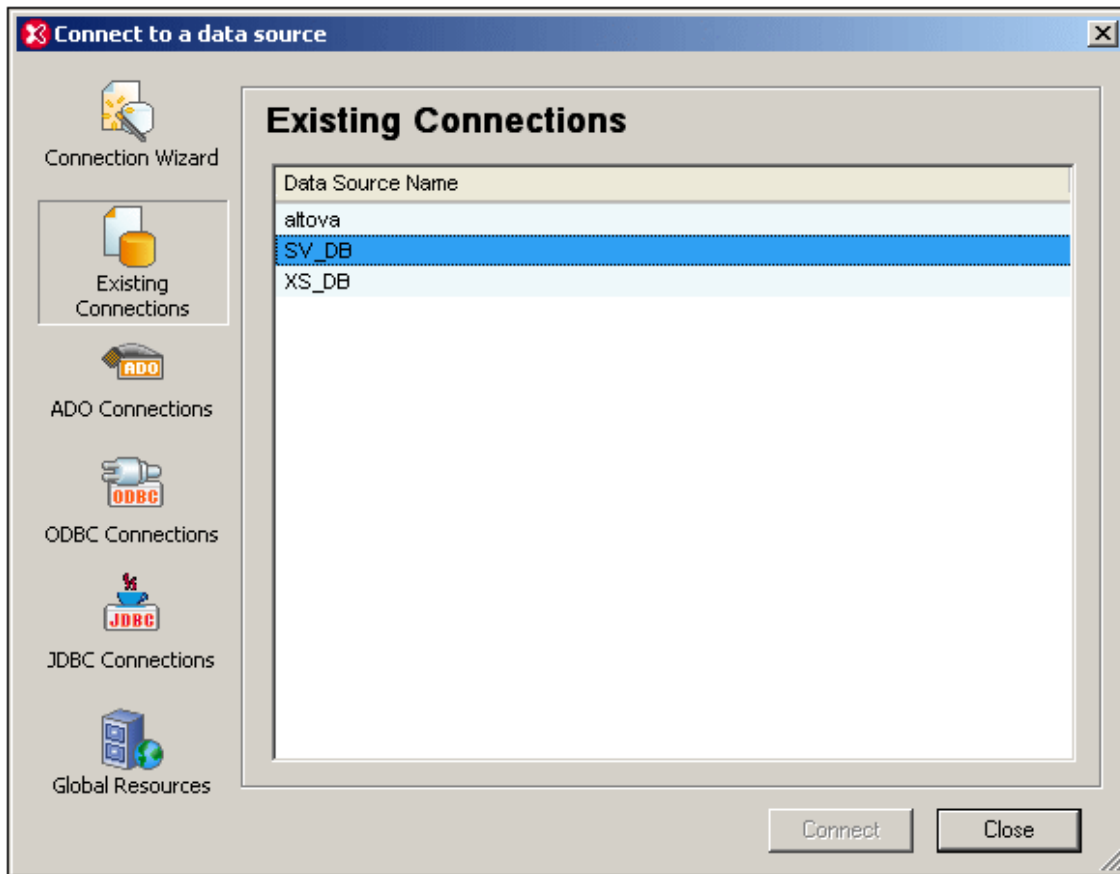 Connect to a data source
Connection Wizard
Existing
Connections
ADO
ADO Connections
ODBC
ODBC Connections
JDBC
JDBC Connections
Global Resources
Existing Connections
Data Source Name
altova
SV_DB
XS_DB
Connect
Close